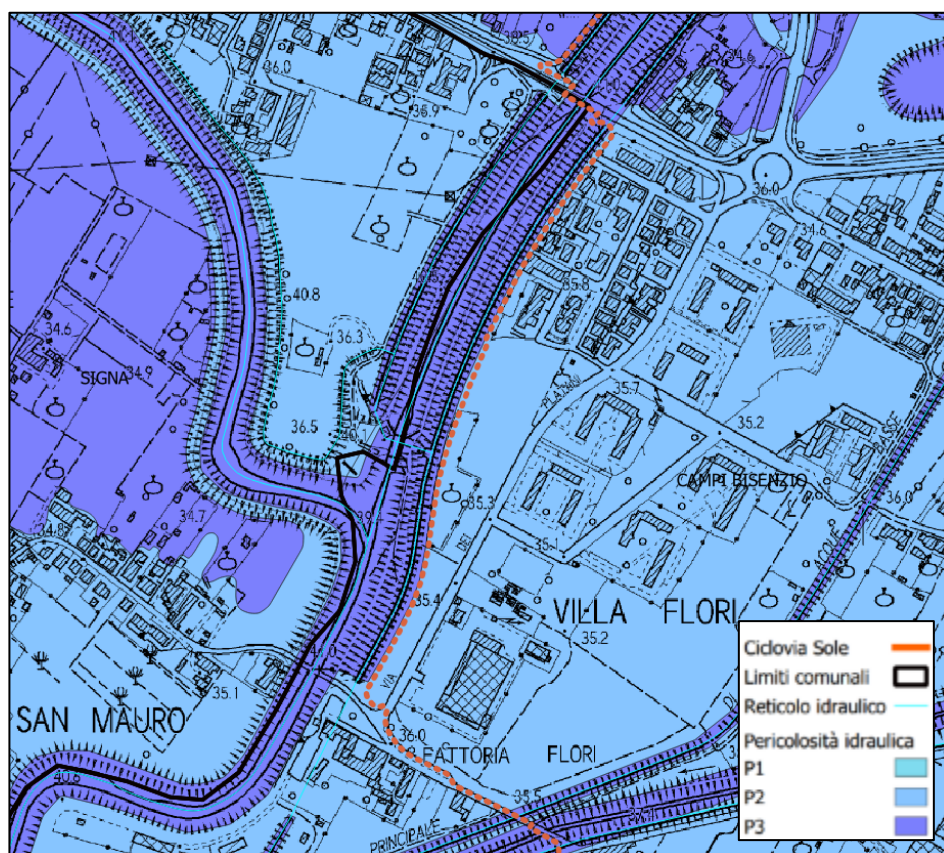 38.5
34.6
36.0
36.9
36.0
34.6
40.8
35.8
36.3
34.6
SIGNA
34.9
35.7
36.5
35.2
CAMPI BISENZIO
36.0
35.3
34.7
34.8
35.1
35.4
VILLA FLORI
35.2
35.1
SAN MAURO
36.0
FATTORIA FLORI
40.6
35.5
PRINCIPALE
Ciclovia Sole
Limiti comunali
Reticolo idraulico
Pericolosità idraulica
P1
P2
P3